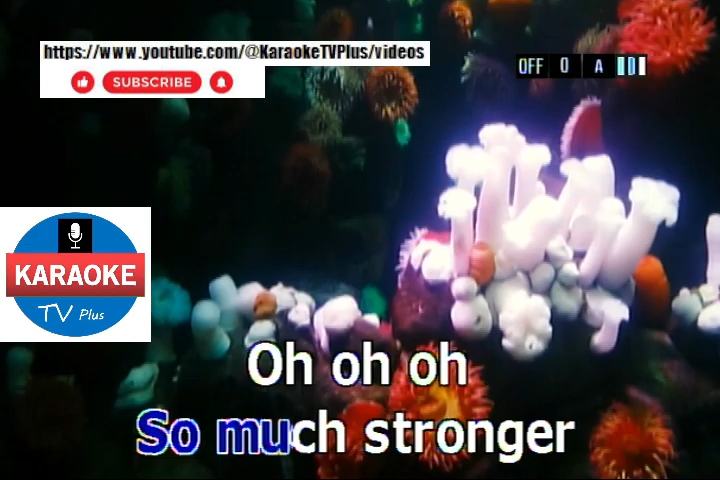 https://www.youtube.com/@KaraokeTVPlus/videos
SUBSCRIBE
OFF 0 A
KARAOKE
TV Plus
Oh oh oh
So much stronger